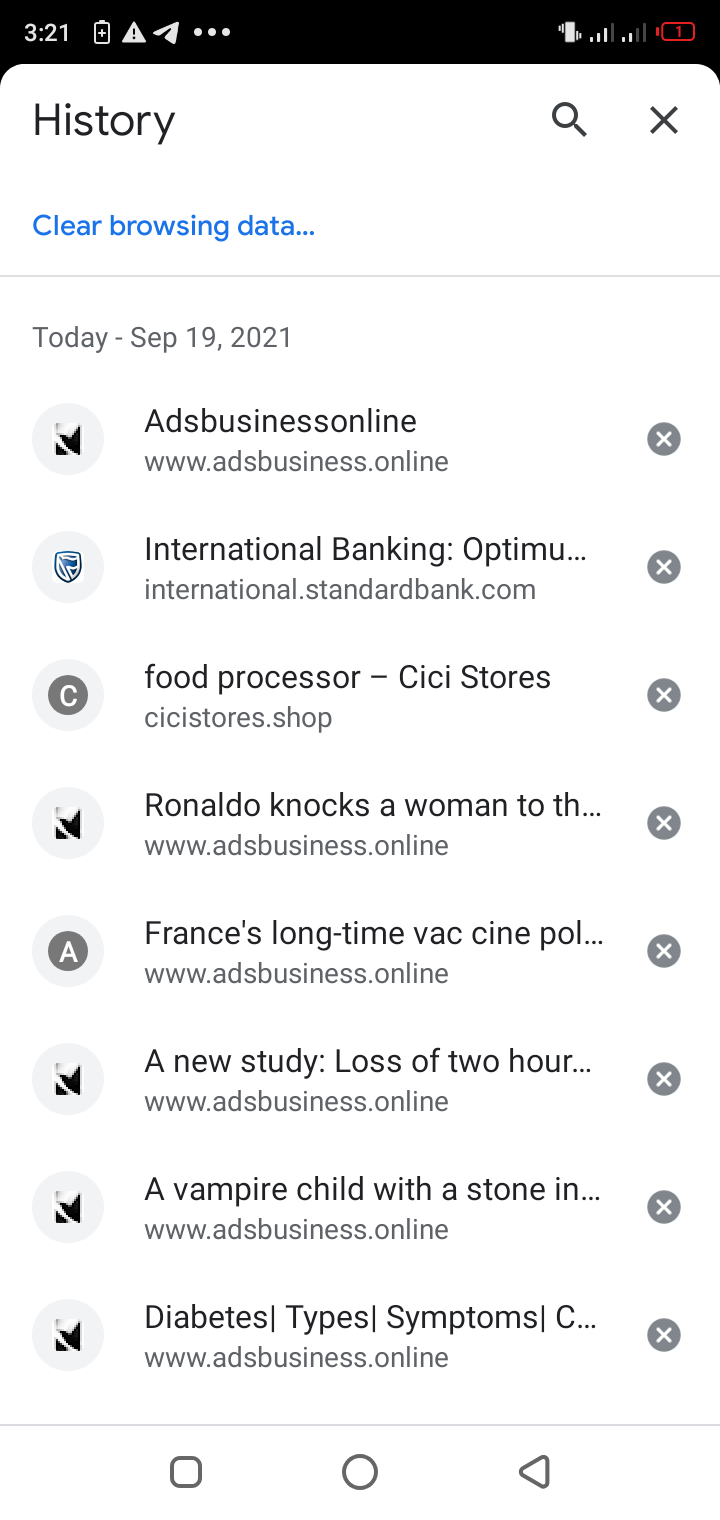 3:21
1
History
Clear browsing data...
Today - Sep 19, 2021
Adsbusinessonline
www.adsbusiness.online
International Banking: Optimu...
international.standardbank.com
C
food processor – Cici Stores
cicistores.shop
Ronaldo knocks a woman to th...
www.adsbusiness.online
A
France's long-time vac cine pol...
www.adsbusiness.online
A new study: Loss of two hour...
www.adsbusiness.online
A vampire child with a stone in...
www.adsbusiness.online
Diabetes| Types| Symptoms| C...
www.adsbusiness.online